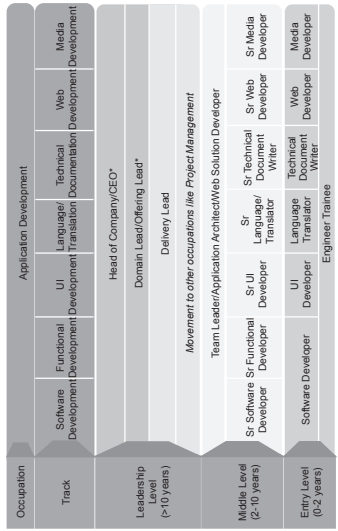 Occupation
Application Development
Track
Software
Development
Functional
Development
UI
Development
Language/
Translation
Technical
Documentation
Web
Development
Media
Development
Leadership
Level
(>10 years)
Head of Company/CEO*
Domain Lead/Offering Lead*
Delivery Lead
Movement to other occupations like Project Management
Middle Level
(2-10 years)
Team Leader/Application Architect/Web Solution Developer
Sr Software
Developer
Sr Functional
Developer
Sr UI
Developer
Sr
Language/
Translator
Sr Technical
Document
Writer
Sr Web
Developer
Sr Media
Developer
Entry Level
(0-2 years)
Software Developer
UI
Developer
Language
Translator
Technical
Document
Writer
Web
Developer
Media
Developer
Engineer Trainee